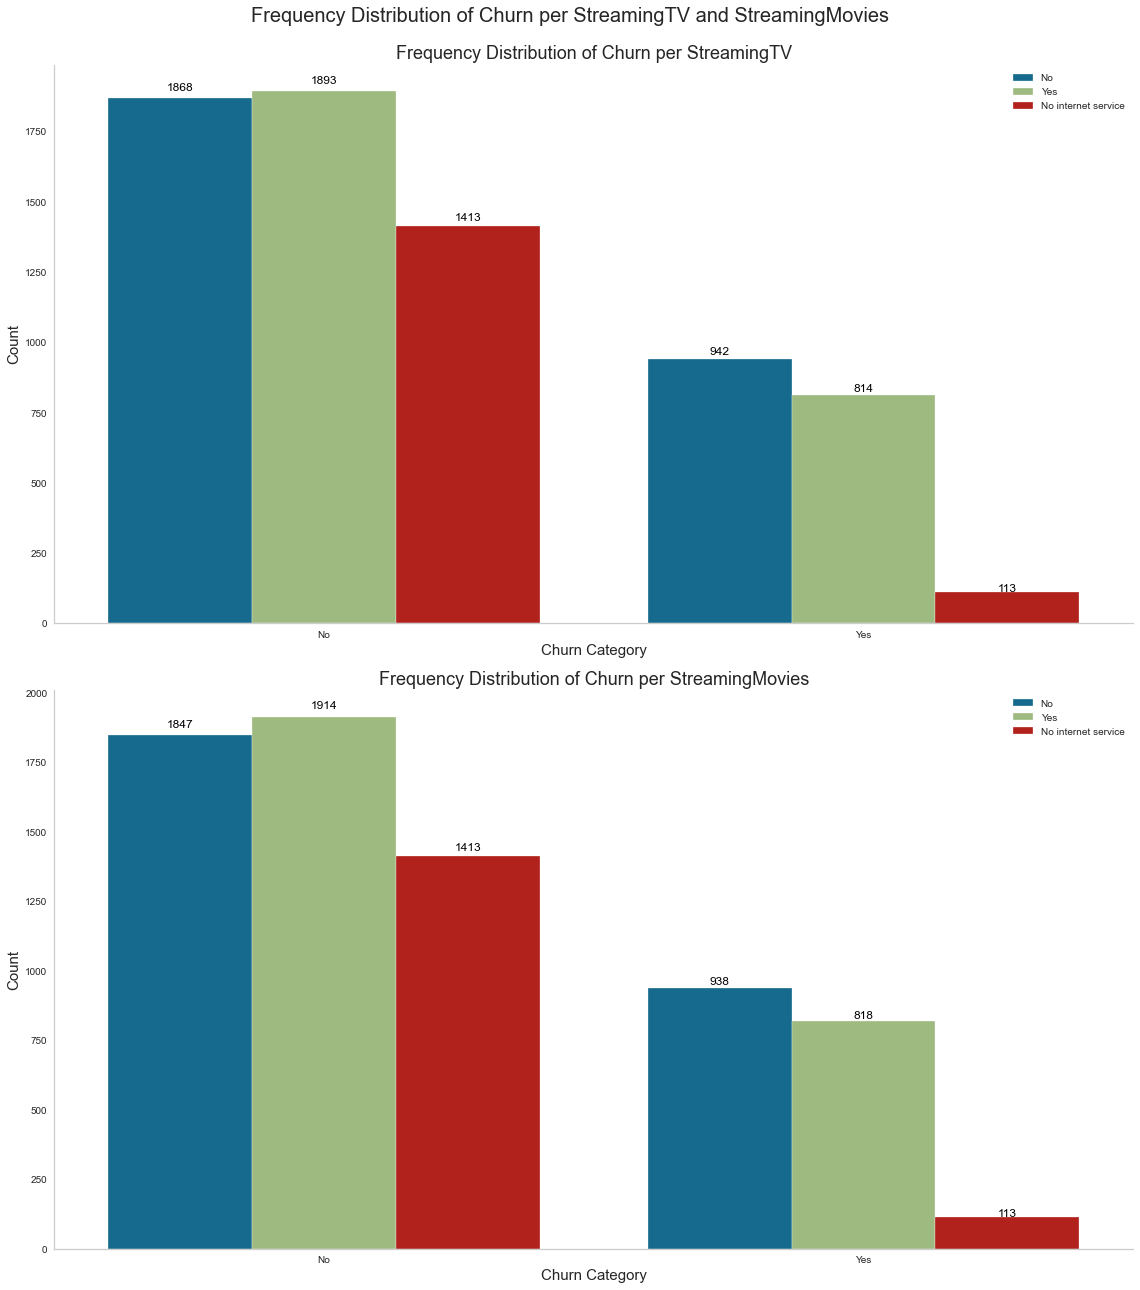 Frequency Distribution of Churn per StreamingTV and StreamingMovies
Frequency Distribution of Churn per StreamingTV
No
Yes
No internet service
1868
1893
1413
942
814
113
1750
1500
1250
1000
750
500
250
0
Count
No
Yes
Churn Category
Frequency Distribution of Churn per StreamingMovies
No
Yes
No internet service
1847
1914
1413
938
818
113
2000
1750
1500
1250
1000
750
500
250
0
Count
No
Yes
Churn Category